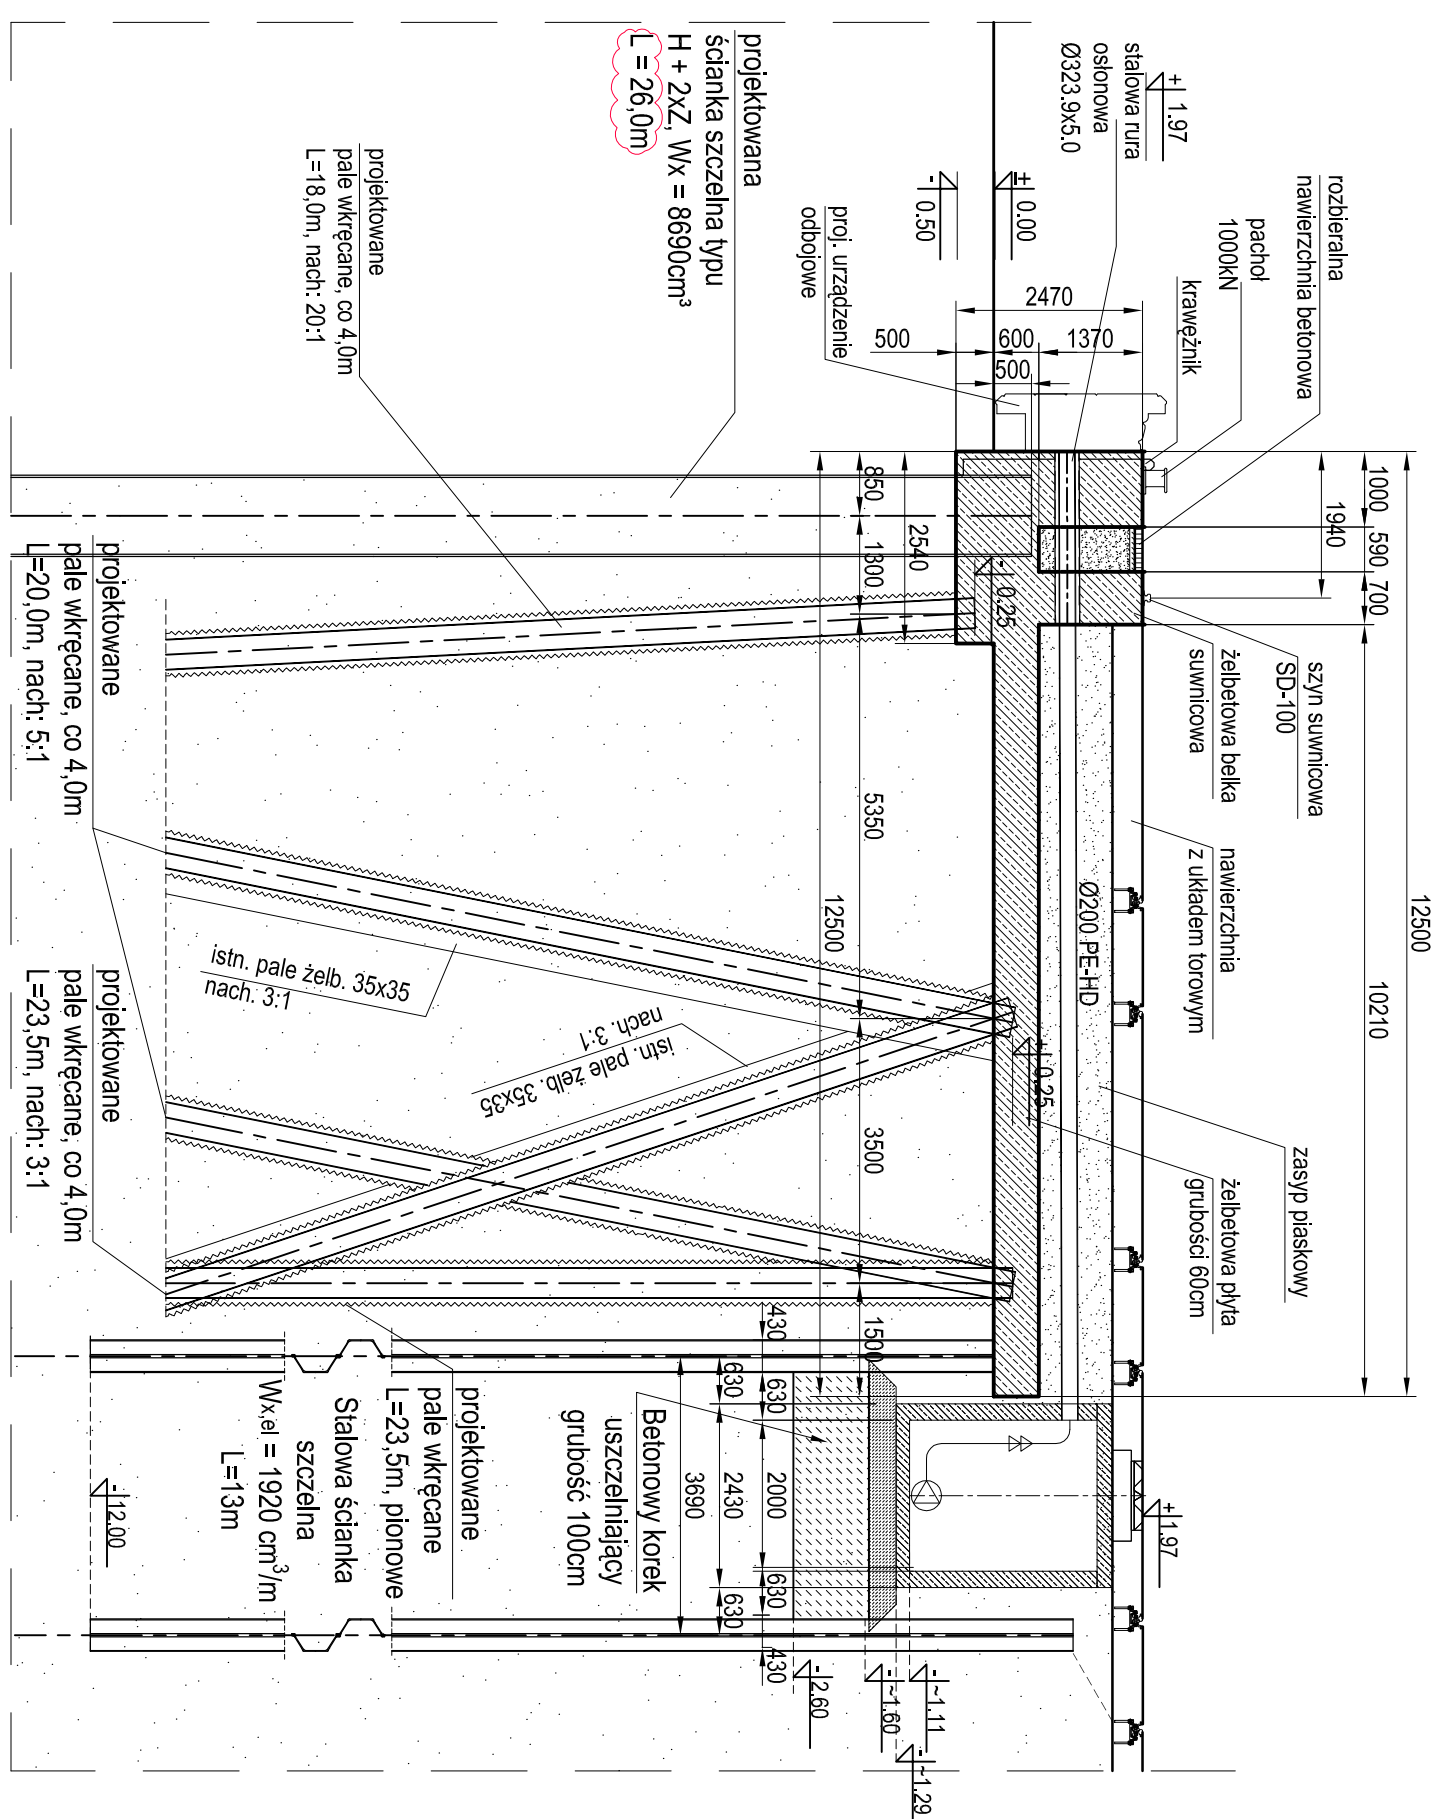 + 1.97
stalowa rura
osłonowa
Ø323.9x5.0
± 0.00
- 0.50
rozbieralna
nawierzchnia betonowa
pachoł
1000kN
krawężnik
proj. urządzenie
odbojowe
projektowana
ścianka szczelna typu
H + 2xZ, Wx = 8690cm³
L = 26,0m
projektowane
pale wkręcane, co 4,0m
L=18,0m, nach: 20:1
2470
500
600
1370
500
12500
1000
590
700
10210
1940
szyn suwnicowa
SD-100
żelbetowa belka
suwnicowa
nawierzchnia
z układem torowym
Ø200 PE-HD
zasyp piaskowy
żelbetowa płyta
grubości 60cm
+ 1.97
- 0.25
+ 0.25
2540
850
1300
5350
3500
1500
12500
istn. pale żelb. 35x35
nach. 3:1
istn. pale żelb. 35x35
nach. 3:1
projektowane
pale wkręcane, co 4,0m
L=20,0m, nach: 5:1
projektowane
pale wkręcane, co 4,0m
L=23,5m, nach: 3:1
430
630
2000
630
430
630
2430
630
3690
Betonowy korek
uszczelniający
grubość 100cm
projektowane
pale wkręcane
L=23,5m, pionowe
Stalowa ścianka
szczelna
Wx,el = 1920 cm³/m
L=13m
- ~1.11
- ~1.29
- ~1.60
- 2.60
- 12.00